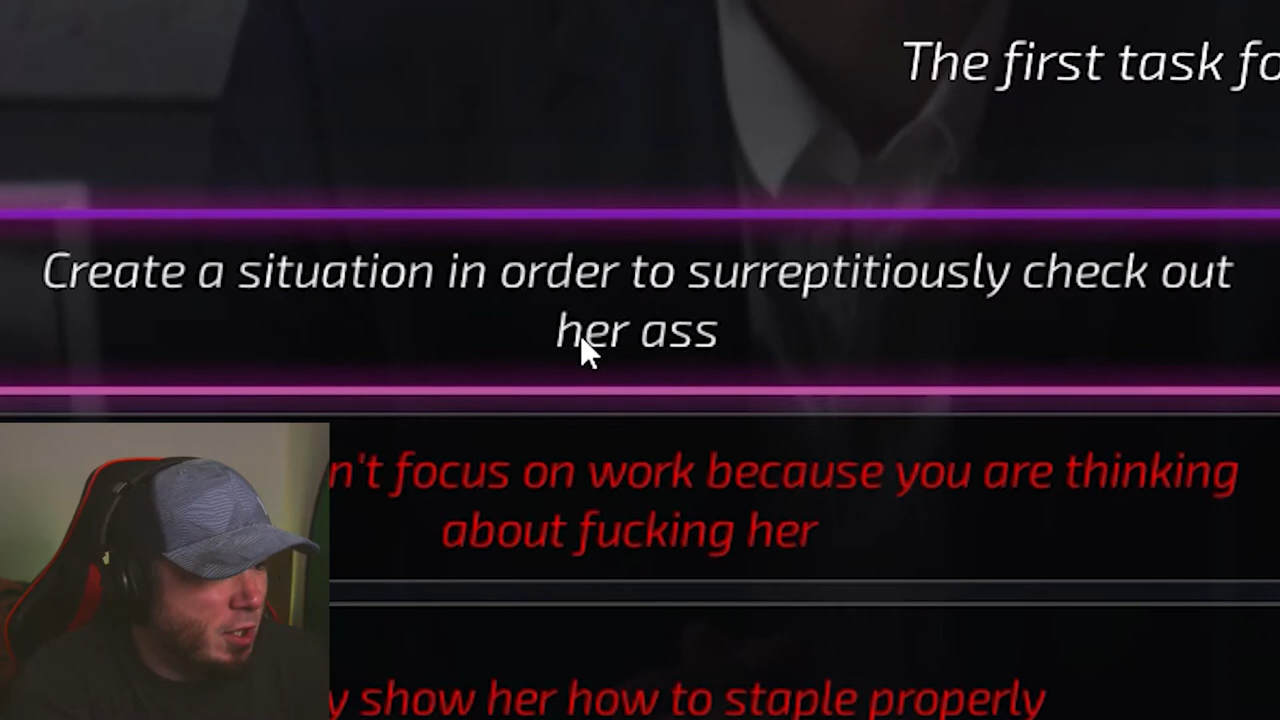 The first task fo
Create a situation in order to surreptitiously check out
her ass
n't focus on work because you are thinking
about fucking her
y show her how to staple properly